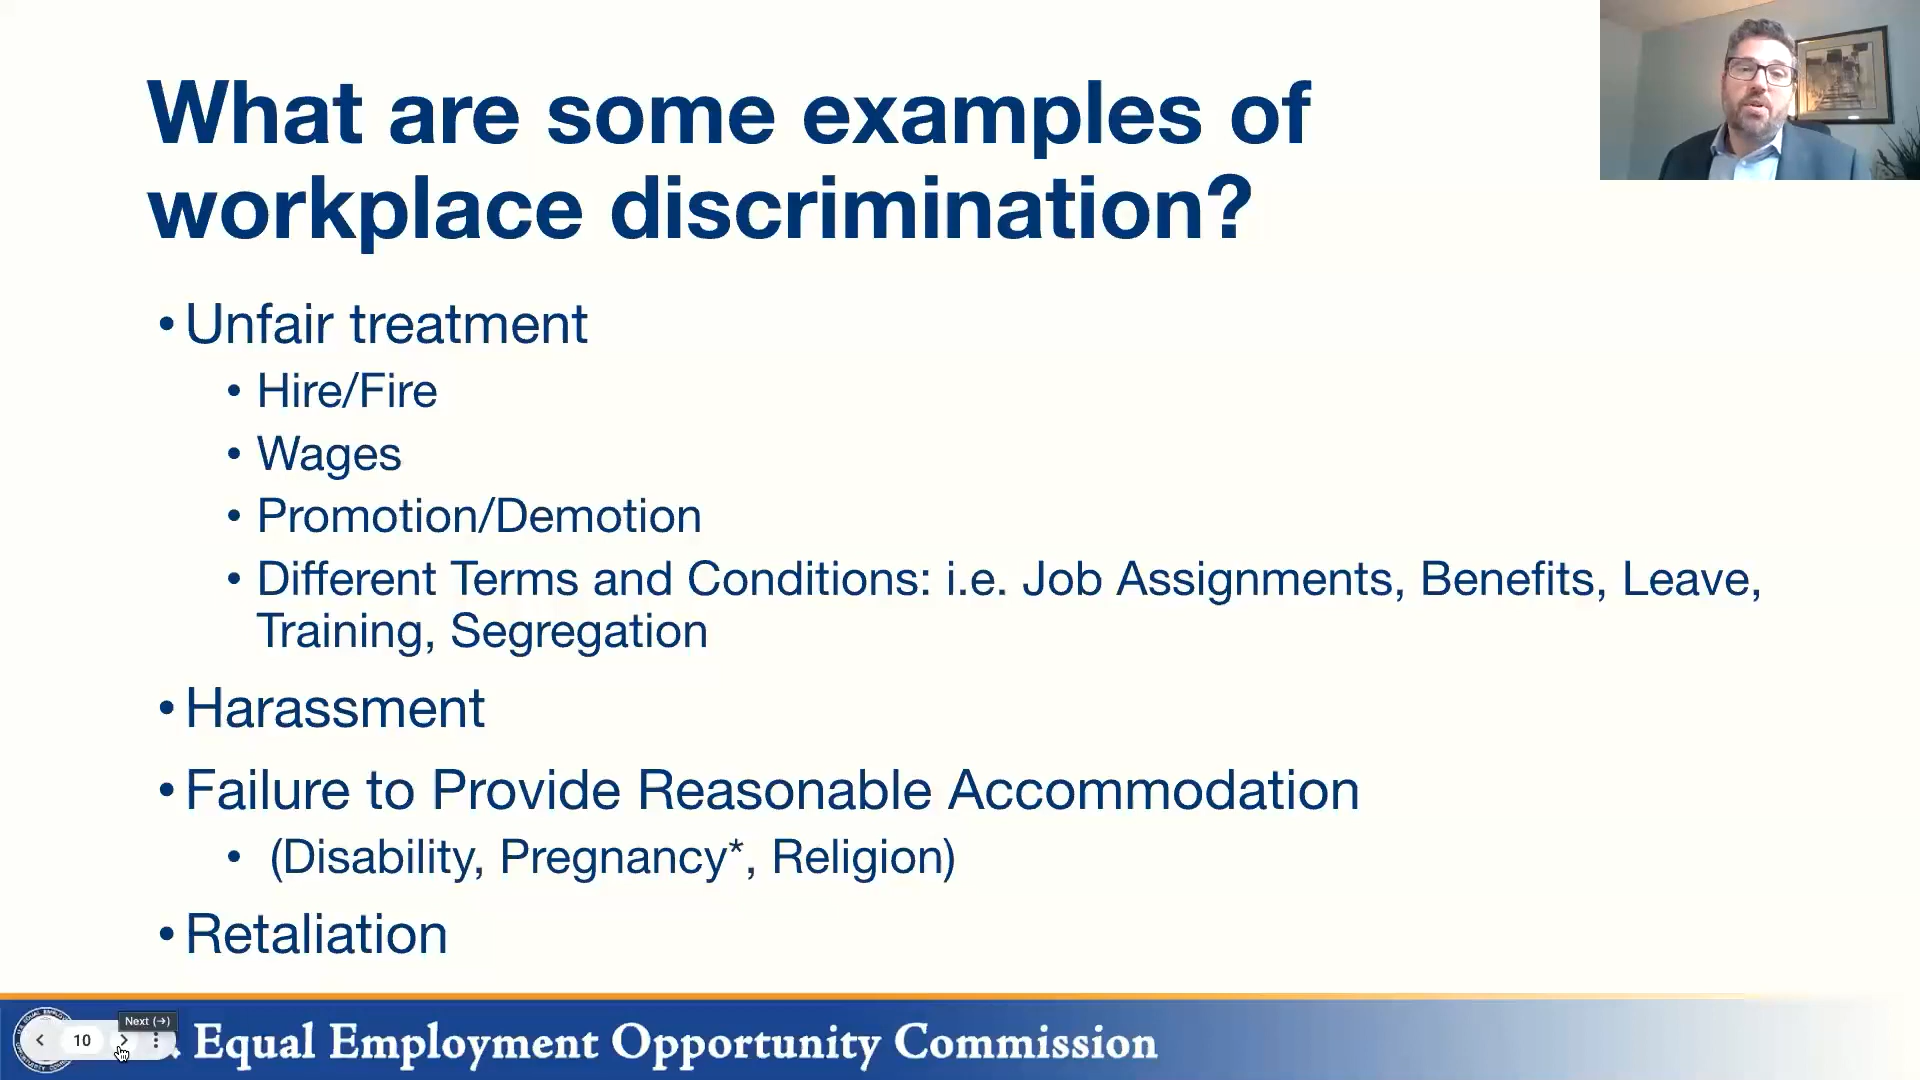 What are some examples of
workplace discrimination?
•Unfair treatment
• Hire/Fire
• Wages
• Promotion/Demotion
• Different Terms and Conditions: i.e. Job Assignments, Benefits, Leave,
Training, Segregation
•Harassment
•Failure to Provide Reasonable Accommodation
• (Disability, Pregnancy*, Religion)
•Retaliation
Next (→)
10
Equal Employment Opportunity Commission